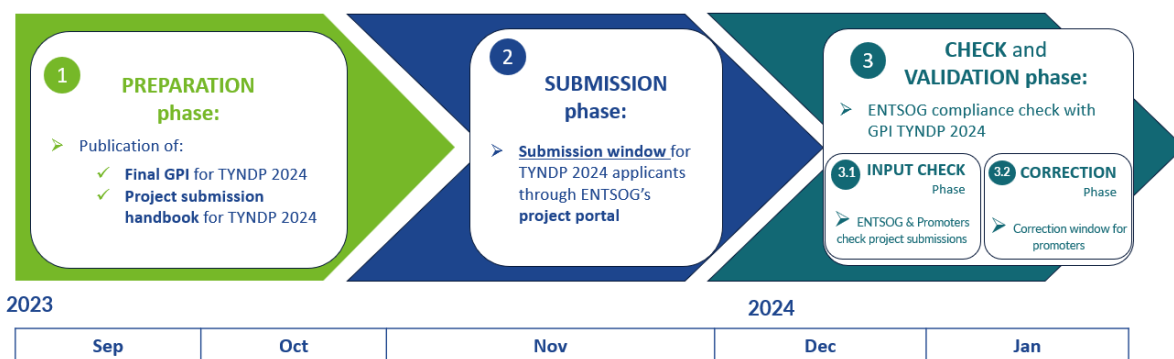 1
PREPARATION
phase:
➢ Publication of:
✓ Final GPI for TYNDP 2024
✓ Project submission
handbook for TYNDP 2024
2
SUBMISSION
phase:
➢ Submission window for
TYNDP 2024 applicants
through ENTSOG’s
project portal
3
CHECK and
VALIDATION phase:
➢ ENTSOG compliance check with
GPI TYNDP 2024
3.1 INPUT CHECK
Phase
➢ ENTSOG & Promoters
check project submissions
3.2 CORRECTION
Phase
➢ Correction window for
promoters
2023
2024
Sep Oct Nov Dec Jan